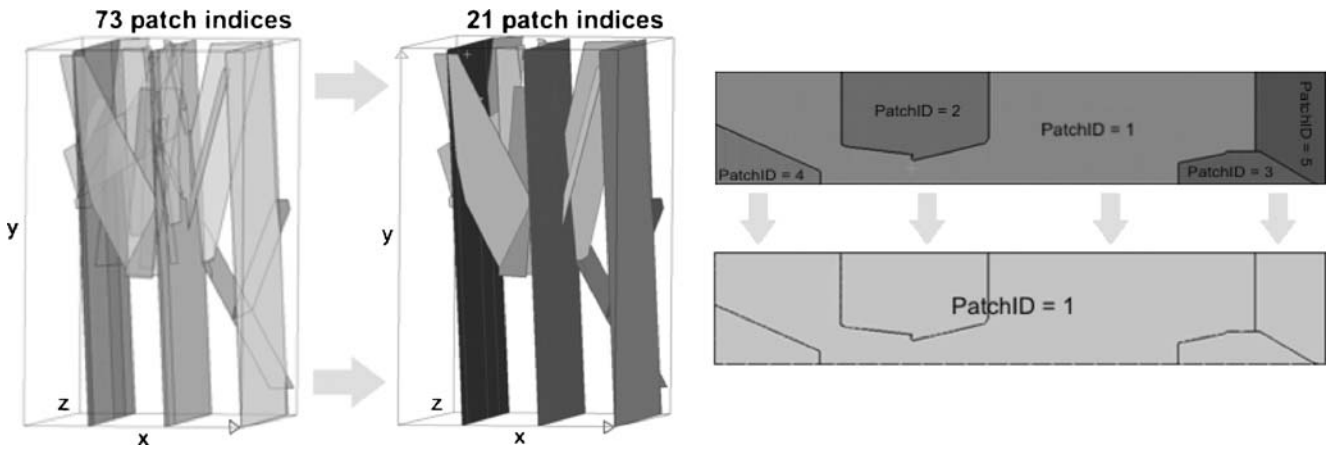 73 patch indices
21 patch indices
y
z
x
y
z
x
PatchID = 2
PatchID = 1
PatchID = 5
PatchID = 4
PatchID = 3
PatchID = 1